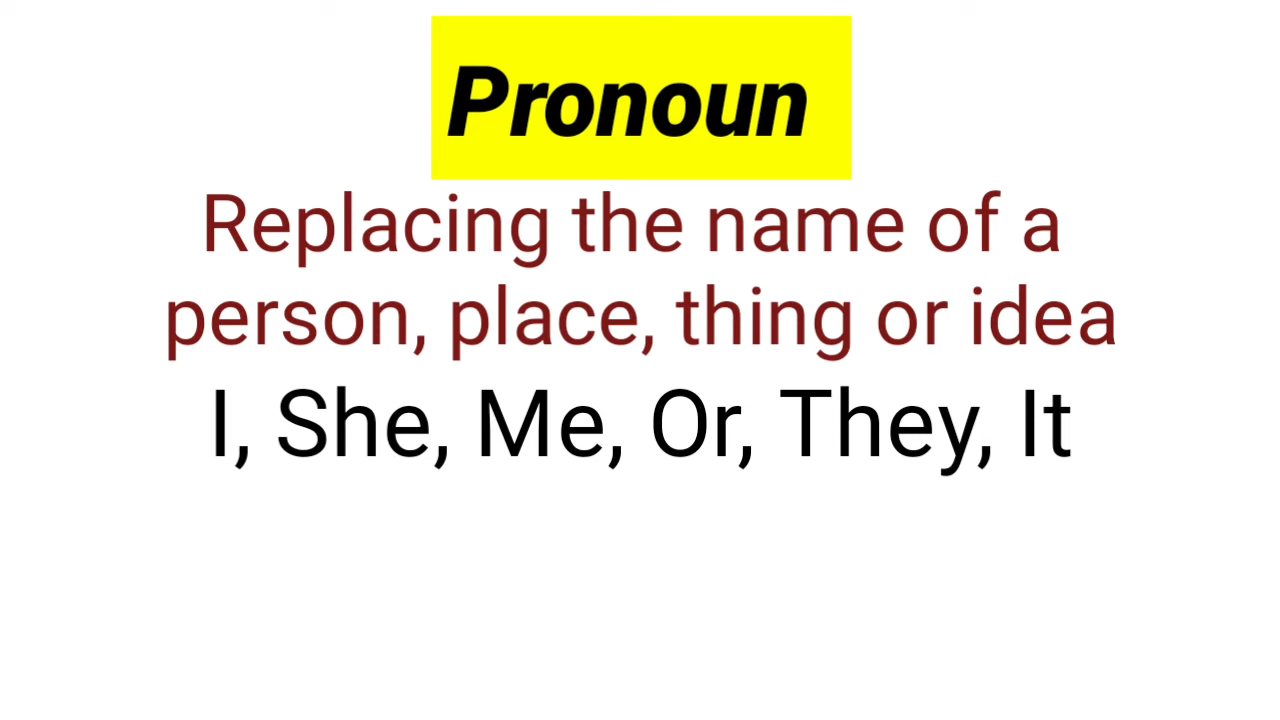 Pronoun
Replacing the name of a
person, place, thing or idea
I, She, Me, Or, They, It